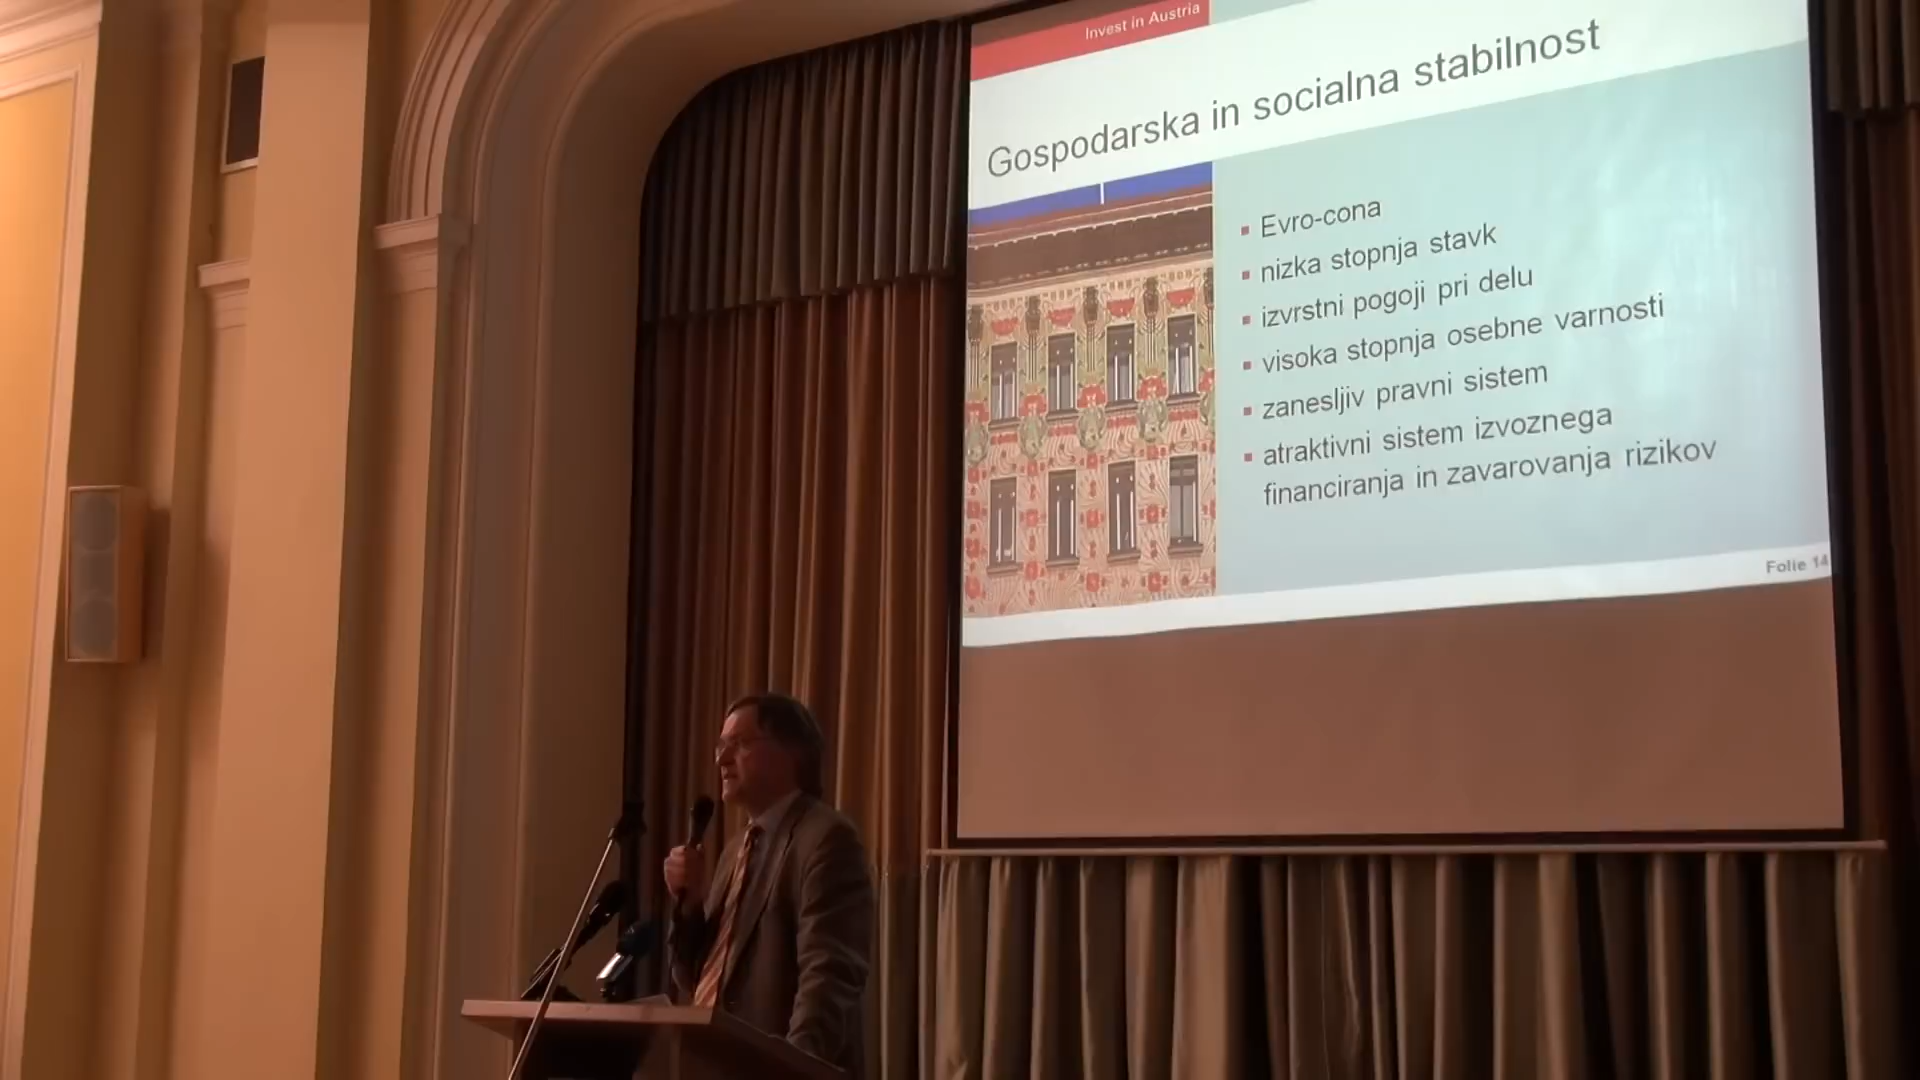 Invest in Austria
Gospodarska in socialna stabilnost
Evro-cona
nizka stopnja stavk
izvrstni pogoji pri delu
visoka stopnja osebne varnosti
zanesljiv pravni sistem
atraktivni sistem izvoznega
financiranja in zavarovanja rizikov
Folie 14